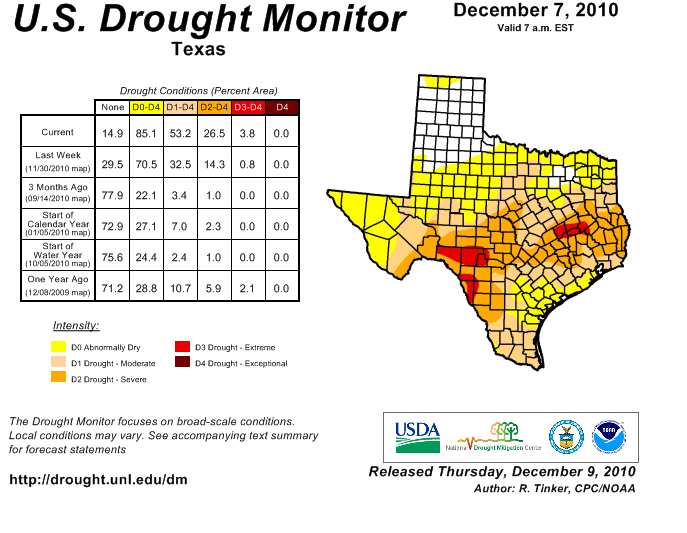 U.S. Drought Monitor
Texas
December 7, 2010
Valid 7 a.m. EST
Drought Conditions (Percent Area)
None D0-D4 D1-D4 D2-D4 D3-D4 D4
Current 14.9 85.1 53.2 26.5 3.8 0.0
Last Week
(11/30/2010 map) 29.5 70.5 32.5 14.3 0.8 0.0
3 Months Ago
(09/14/2010 map) 77.9 22.1 3.4 1.0 0.0 0.0
Start of
Calendar Year
(01/05/2010 map) 72.9 27.1 7.0 2.3 0.0 0.0
Start of
Water Year
(10/05/2010 map) 75.6 24.4 2.4 1.0 0.0 0.0
One Year Ago
(12/08/2009 map) 71.2 28.8 10.7 5.9 2.1 0.0
Intensity:
D0 Abnormally Dry
D1 Drought - Moderate
D2 Drought - Severe
D3 Drought - Extreme
D4 Drought - Exceptional
The Drought Monitor focuses on broad-scale conditions.
Local conditions may vary. See accompanying text summary
for forecast statements
http://drought.unl.edu/dm
USDA
National Drought Mitigation Center
NOAA
Released Thursday, December 9, 2010
Author: R. Tinker, CPC/NOAA